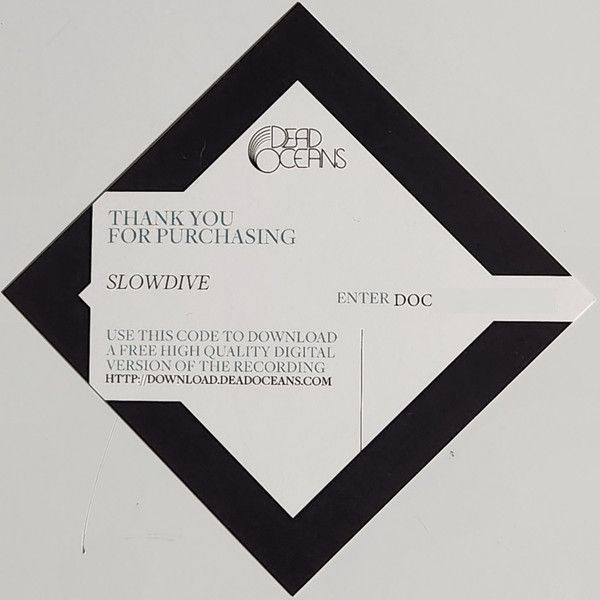 DEAD
OCEANS
THANK YOU
FOR PURCHASING
SLOWDIVE
ENTER DOC
USE THIS CODE TO DOWNLOAD
A FREE HIGH QUALITY DIGITAL
VERSION OF THE RECORDING
HTTP://DOWNLOAD.DEADOCEANS.COM